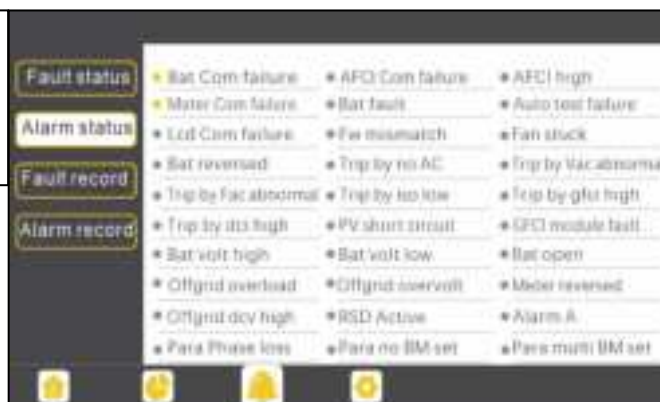 Fault status
Alarm status
Fault record
Alarm record
Bat Com failure AFCI Com failure AFCI high
Meter Com failure Bat fault Auto test failure
Lcd Com failure Fw mismatch Fan stuck
Bat reversed Trip by no AC Trip by Vac abnormal
Trip by Fac abnormal Trip by iso low Trip by gfci high
Trip by dci high PV short circuit GFCI module fault
Bat volt high Bat volt low Bat open
Offgrid overload Offgrid overvolt Meter reversed
Offgrid dcv high RSD Active Alarm A
Para Phase loss Para no BM set Para multi BM set